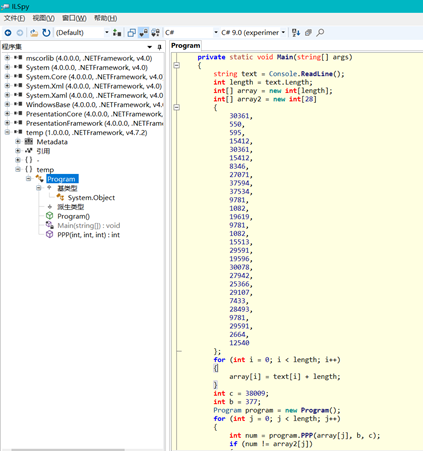 ILSpy
文件(F) 视图(V) 窗口(W) 帮助(H)
(Default) C# C# 9.0 (experimer
程序集
mscorlib (4.0.0.0, .NETFramework, v4.0)
System (4.0.0.0, .NETFramework, v4.0)
System.Core (4.0.0.0, .NETFramework, v4.0
System.Xml (4.0.0.0, .NETFramework, v4.0)
System.Xaml (4.0.0.0, .NETFramework, v4.0
WindowsBase (4.0.0.0, .NETFramework, v4.
PresentationCore (4.0.0.0, .NETFramework,
PresentationFramework (4.0.0.0, .NETFrame
temp (1.0.0.0, .NETFramework, v4.7.2)
Metadata
引用
{ } -
{ } temp
Program
基类型
System.Object
派生类型
Program()
Main(string[]) : void
PPP(int, int, int) : int
Program
private static void Main(string[] args)
{
string text = Console.ReadLine();
int length = text.Length;
int[] array = new int[length];
int[] array2 = new int[28]
{
30361,
550,
595,
15412,
30361,
15412,
8346,
27071,
37594,
37534,
9781,
1082,
19619,
9781,
1082,
15513,
29591,
19596,
30078,
27942,
25366,
29107,
7433,
28493,
9781,
29591,
2664,
12540
};
for (int i = 0; i < length; i++)
{
array[i] = text[i] + length;
}
int c = 38009;
int b = 377;
Program program = new Program();
for (int j = 0; j < length; j++)
{
int num = program.PPP(array[j], b, c);
if (num != array2[j])